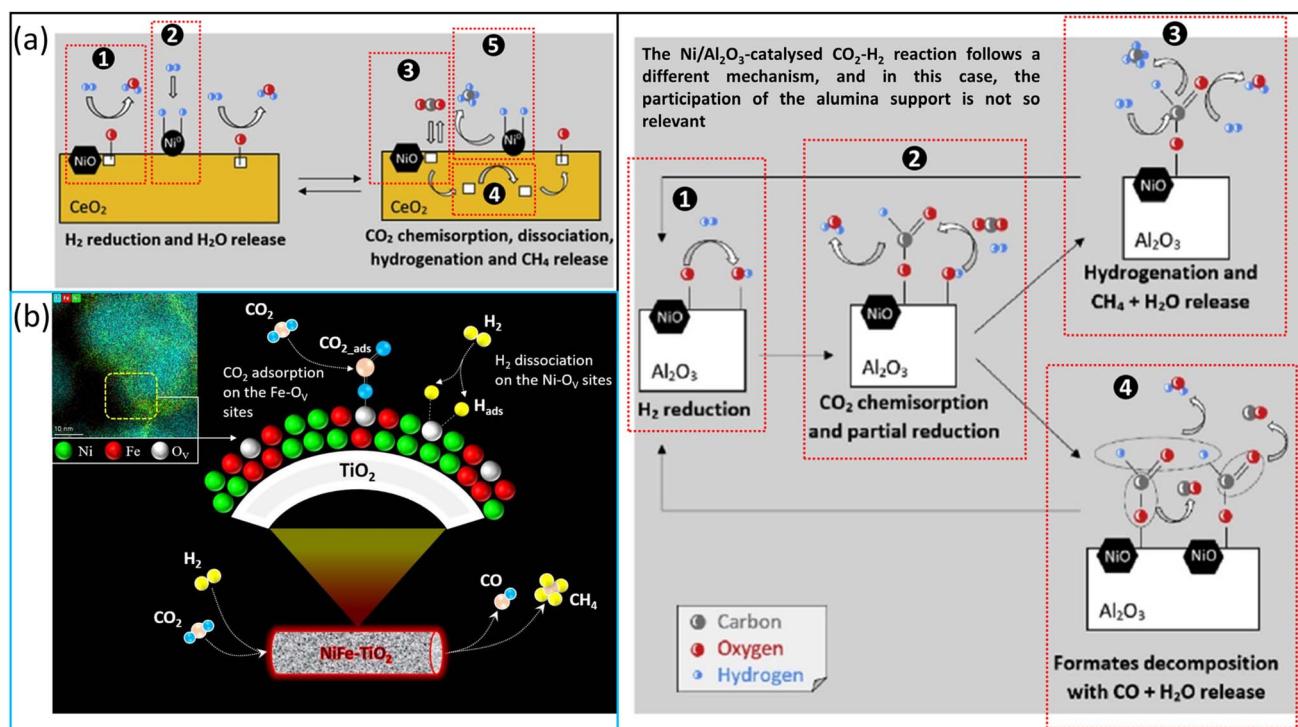 (a)
1
2
NiO
Ni⁰
CeO₂
H₂ reduction and H₂O release
3
5
NiO
Ni⁰
4
CeO₂
CO₂ chemisorption, dissociation,
hydrogenation and CH₄ release
The Ni/Al₂O₃-catalysed CO₂-H₂ reaction follows a
different mechanism, and in this case, the
participation of the alumina support is not so
relevant
1
NiO
Al₂O₃
H₂ reduction
2
NiO
Al₂O₃
CO₂ chemisorption
and partial reduction
3
NiO
Al₂O₃
Hydrogenation and
CH₄ + H₂O release
4
NiO
NiO
Al₂O₃
Formates decomposition
with CO + H₂O release
Carbon
Oxygen
Hydrogen
(b)
10 nm
Ni
Fe
Oᵥ
CO₂
CO₂_ads
CO₂ adsorption
on the Fe-Oᵥ
sites
H₂
H₂ dissociation
on the Ni-Oᵥ sites
H_ads
TiO₂
H₂
CO₂
CO
CH₄
NiFe-TiO₂